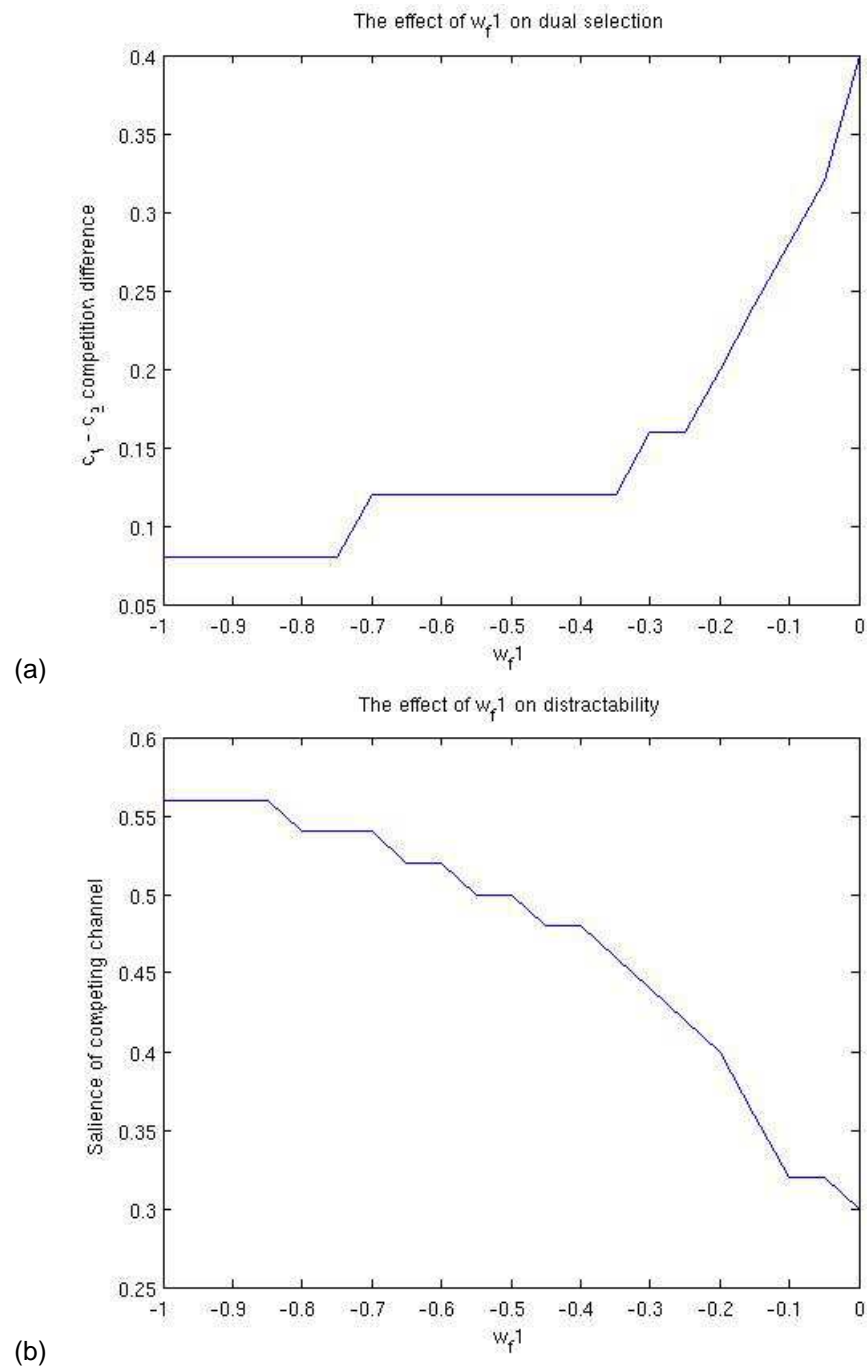 The effect of w_f1 on dual selection
0.4
0.35
0.3
0.25
0.2
0.15
0.1
0.05
c_1 - c_2 competition difference
-1 -0.9 -0.8 -0.7 -0.6 -0.5 -0.4 -0.3 -0.2 -0.1 0
w_f1
(a)
The effect of w_f1 on distractability
0.6
0.55
0.5
0.45
0.4
0.35
0.3
0.25
Salience of competing channel
-1 -0.9 -0.8 -0.7 -0.6 -0.5 -0.4 -0.3 -0.2 -0.1 0
w_f1
(b)